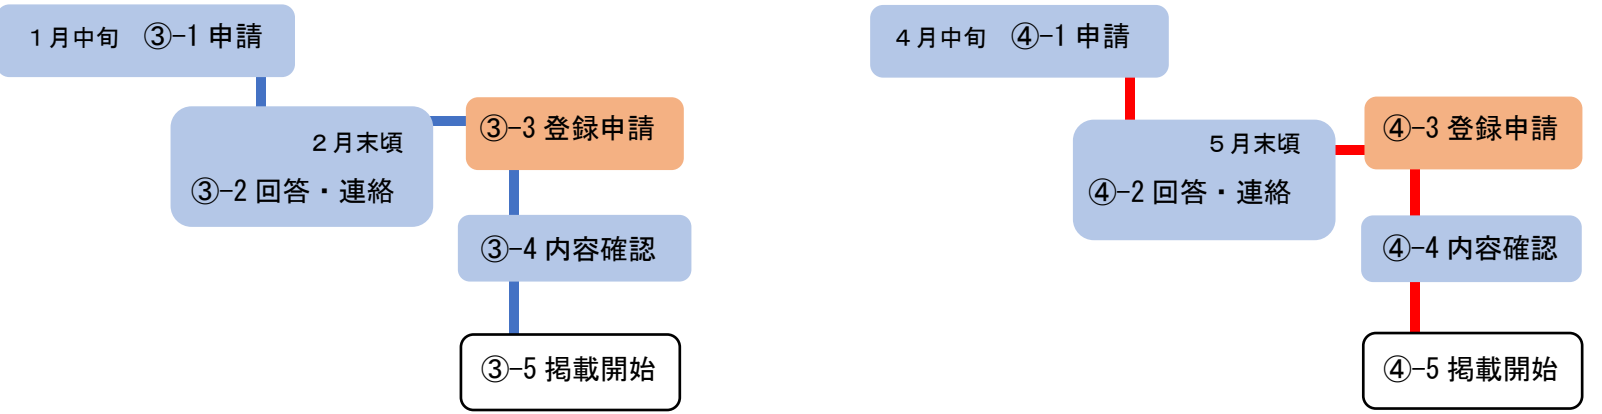 １月中旬　③-1 申請
２月末頃
③-2 回答・連絡
③-3 登録申請
③-4 内容確認
③-5 掲載開始
４月中旬　④-1 申請
５月末頃
④-2 回答・連絡
④-3 登録申請
④-4 内容確認
④-5 掲載開始